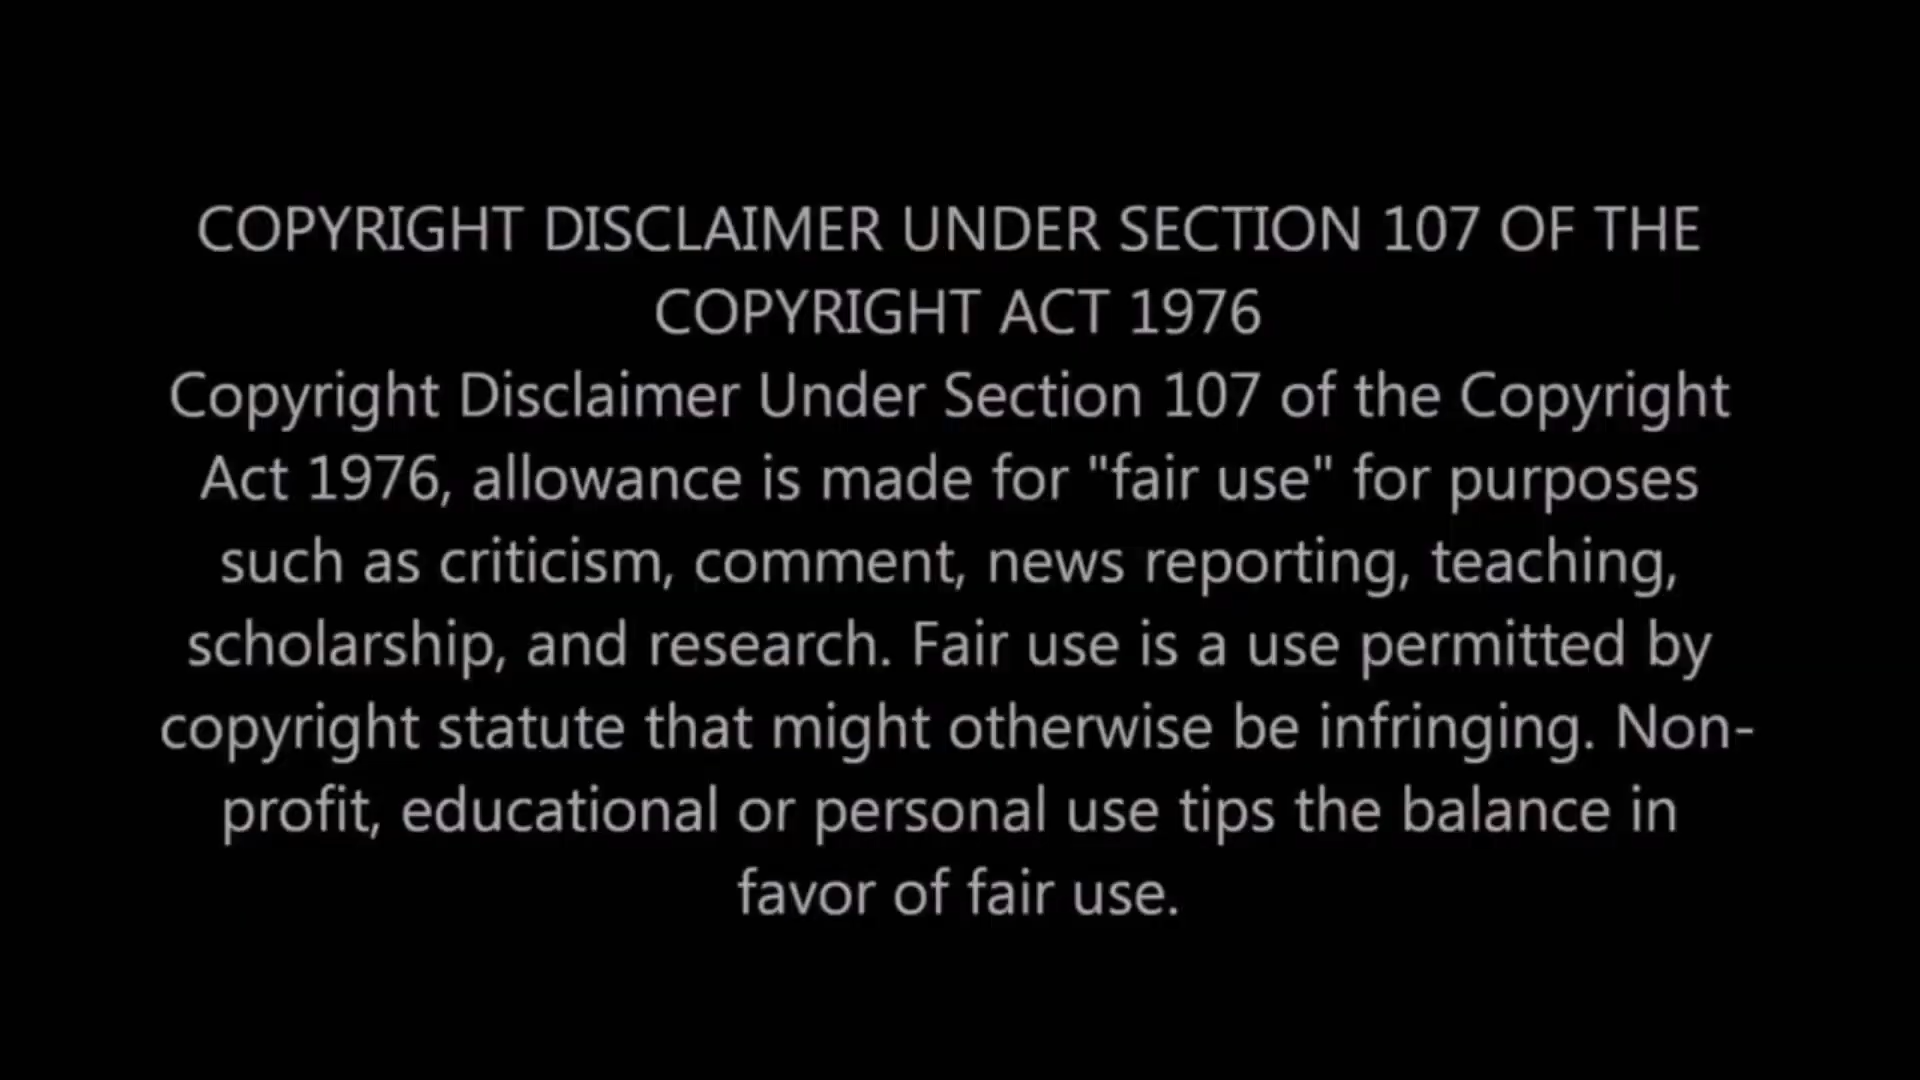 COPYRIGHT DISCLAIMER UNDER SECTION 107 OF THE
COPYRIGHT ACT 1976
Copyright Disclaimer Under Section 107 of the Copyright
Act 1976, allowance is made for "fair use" for purposes
such as criticism, comment, news reporting, teaching,
scholarship, and research. Fair use is a use permitted by
copyright statute that might otherwise be infringing. Non-
profit, educational or personal use tips the balance in
favor of fair use.